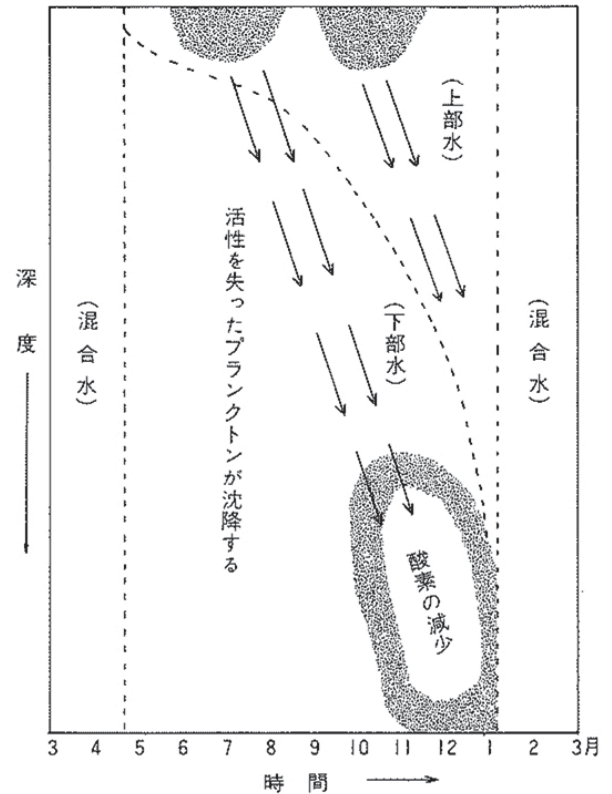 (上部水)
活性を失ったプランクトンが沈降する
(下部水)
深度
(混合水)
(混合水)
酸素の減少
3 4 5 6 7 8 9 10 11 12 1 2 3月
時間